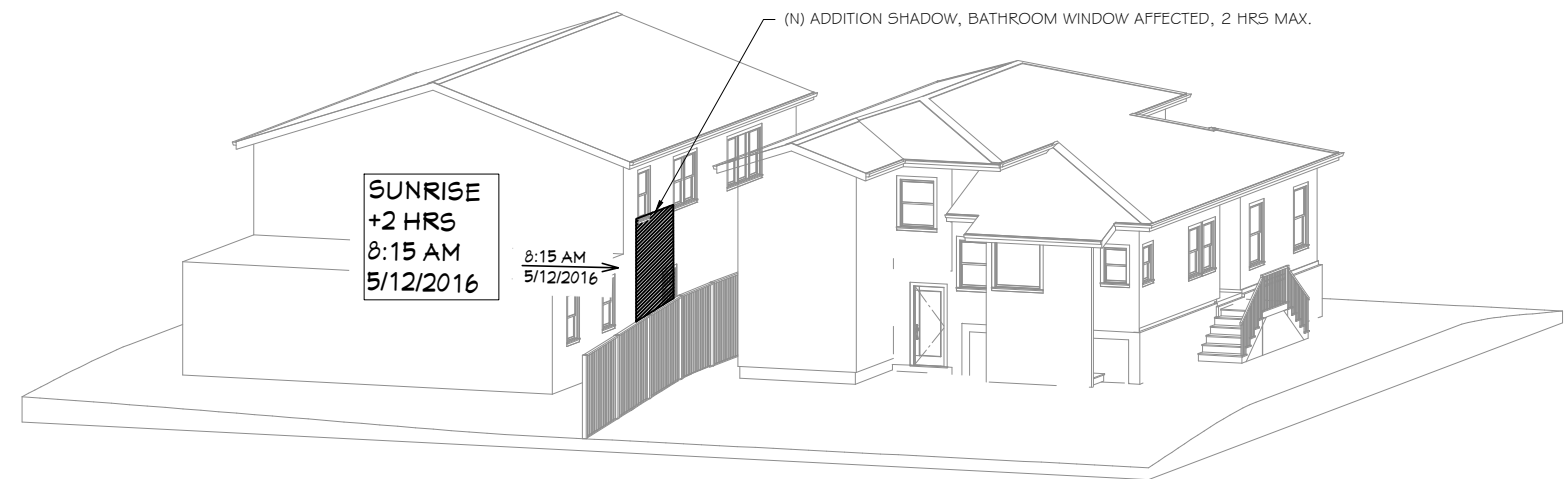 (N) ADDITION SHADOW, BATHROOM WINDOW AFFECTED, 2 HRS MAX.
SUNRISE
+2 HRS
8:15 AM
5/12/2016
8:15 AM
5/12/2016